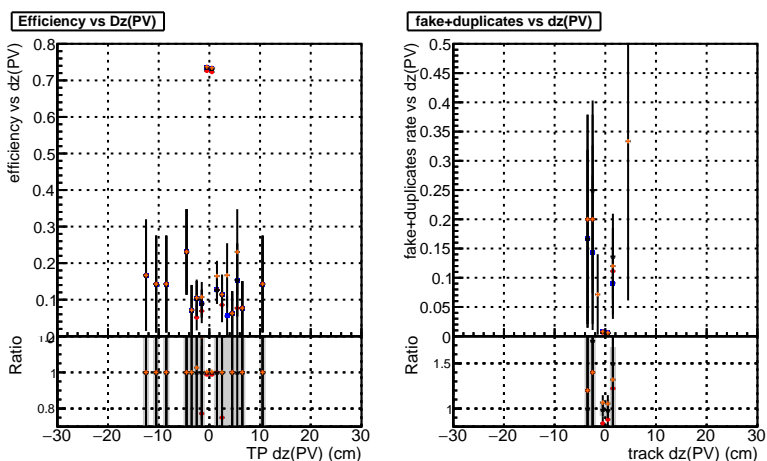 Efficiency vs Dz(PV)
efficiency vs dz(PV)
0.8
0.7
0.6
0.5
0.4
0.3
0.2
0.1
0
Ratio
1
0.8
−30 −20 −10 0 10 20 30
TP dz(PV) (cm)
fake+duplicates vs dz(PV)
fake+duplicates rate vs dz(PV)
0.5
0.45
0.4
0.35
0.3
0.25
0.2
0.15
0.1
0.05
0
Ratio
1.5
1
−30 −20 −10 0 10 20 30
track dz(PV) (cm)